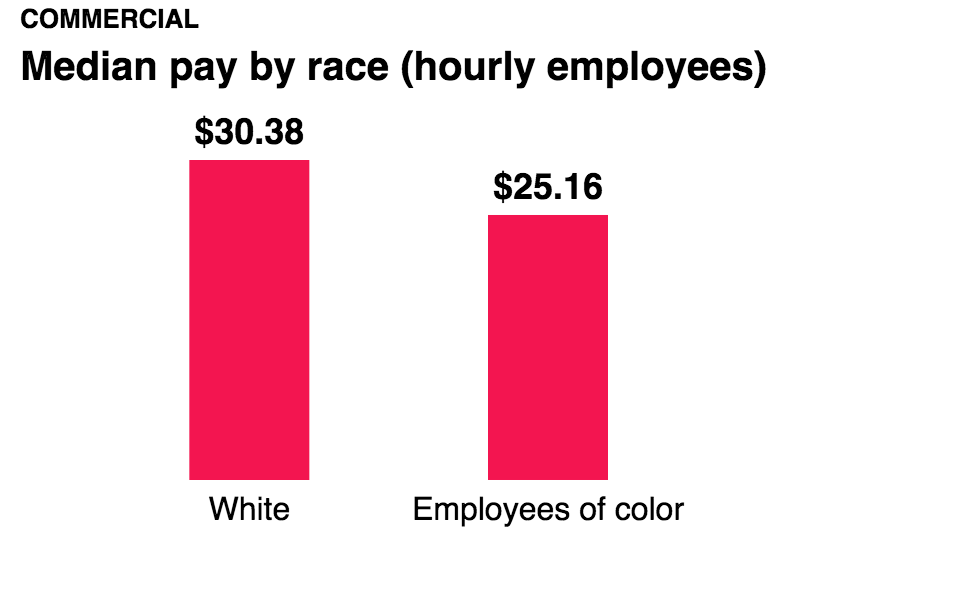 COMMERCIAL
Median pay by race (hourly employees)
$30.38
$25.16
White
Employees of color